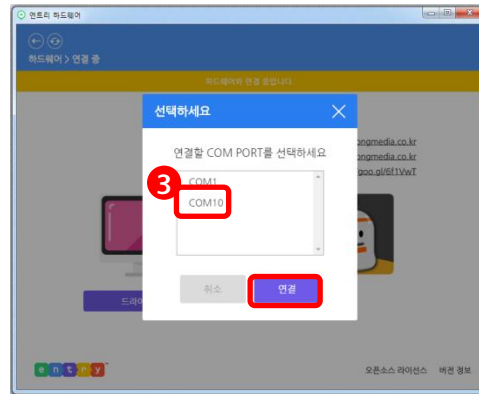 엔트리 하드웨어
하드웨어 > 연결 중
하드웨어와 연결 중입니다.
선택하세요
연결할 COM PORT를 선택하세요
ongmedia.co.kr
ongmedia.co.kr
goo.gl/6f1VwT
3
COM1
COM10
취소
연결
드라이
entry
오픈소스 라이선스 버전 정보